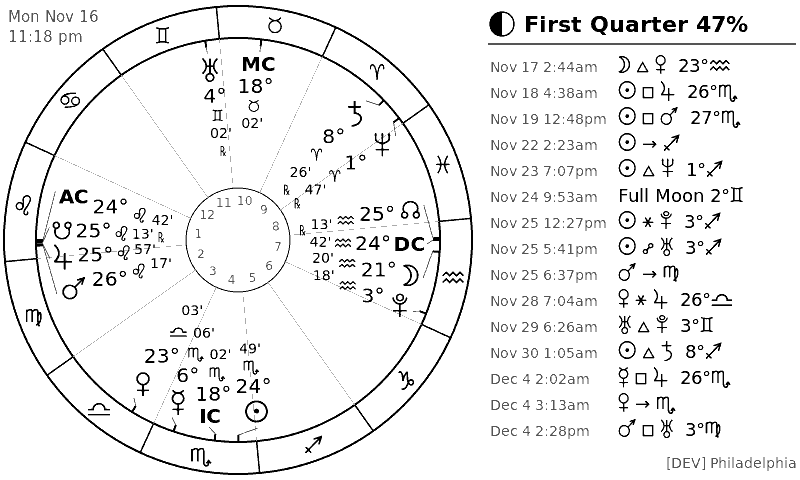 Mon Nov 16
11:18 pm
♊
♉
♈
♓
♒
♑
♐
♏
♎
♍
♌
♋
♅ 4° ♊ 02' ℞
MC 18° ♉ 02'
♄ 8° ♈ 26' ℞
♆ 1° ♈ 47' ℞
☊ 25° ♒ 13' ℞
DC 24° ♒ 42'
☽ 21° ♒ 20'
♇ 3° ♒ 18'
AC 24° ♌ 42'
☋ 25° ♌ 13' ℞
♃ 25° ♌ 57'
♂ 26° ♌ 17'
♀ 23° ♎ 03'
☿ 6° ♏ 06'
IC 18° ♏ 02'
☉ 24° ♏ 49'
1
2
3
4
5
6
7
8
9
10
11
12
First Quarter 47%
Nov 17 2:44am ☽ △ ♀ 23°♒
Nov 18 4:38am ☉ □ ♃ 26°♏
Nov 19 12:48pm ☉ □ ♂ 27°♏
Nov 22 2:23am ☉ → ♐
Nov 23 7:07pm ☉ △ ♆ 1°♐
Nov 24 9:53am Full Moon 2°♊
Nov 25 12:27pm ☉ ⚹ ♇ 3°♐
Nov 25 5:41pm ☉ ☍ ♅ 3°♐
Nov 25 6:37pm ♂ → ♍
Nov 28 7:04am ♀ ⚹ ♃ 26°♎
Nov 29 6:26am ♅ △ ♇ 3°♊
Nov 30 1:05am ☉ △ ♄ 8°♐
Dec 4 2:02am ☿ □ ♃ 26°♏
Dec 4 3:13am ♀ → ♏
Dec 4 2:28pm ♂ □ ♅ 3°♍
[DEV] Philadelphia